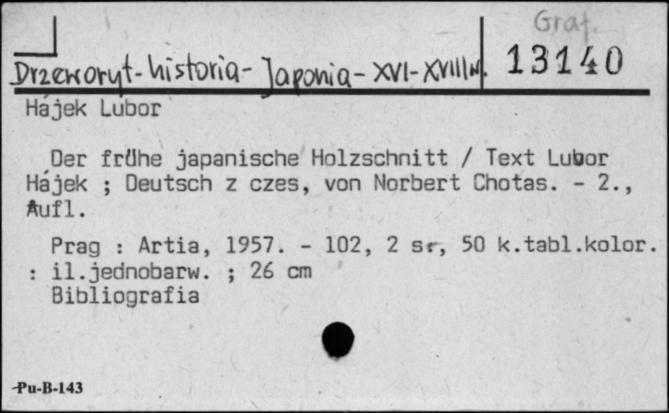 Graf.
Drzeworyt-historia-Japonia-XVI-XVIIIw. 13140
Hájek Lubor
Der frühe japanische Holzschnitt / Text Lubor
Hájek ; Deutsch z czes, von Norbert Chotas. - 2.,
Aufl.
Prag : Artia, 1957. - 102, 2 sr, 50 k.tabl.kolor.
: il.jednobarw. ; 26 cm
Bibliografia
Pu-B-143